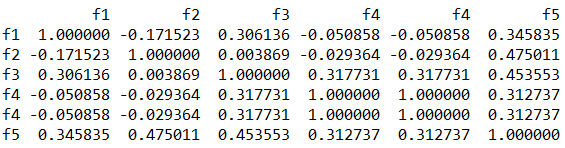 f1 f2 f3 f4 f4 f5
f1 1.000000 -0.171523 0.306136 -0.050858 -0.050858 0.345835
f2 -0.171523 1.000000 0.003869 -0.029364 -0.029364 0.475011
f3 0.306136 0.003869 1.000000 0.317731 0.317731 0.453553
f4 -0.050858 -0.029364 0.317731 1.000000 1.000000 0.312737
f4 -0.050858 -0.029364 0.317731 1.000000 1.000000 0.312737
f5 0.345835 0.475011 0.453553 0.312737 0.312737 1.000000